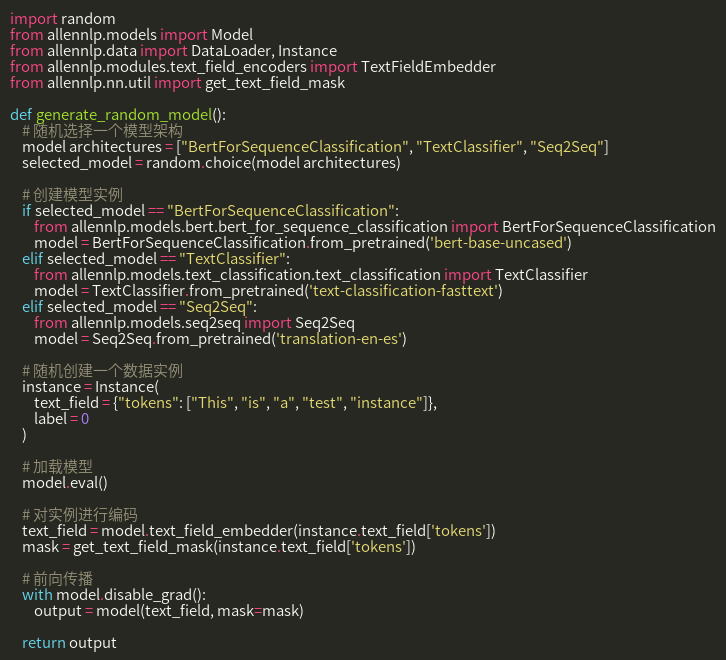 import random
from allennlp.models import Model
from allennlp.data import DataLoader, Instance
from allennlp.modules.text_field_encoders import TextFieldEmbedder
from allennlp.nn.util import get_text_field_mask

def generate_random_model():
    # 随机选择一个模型架构
    model architectures = ["BertForSequenceClassification", "TextClassifier", "Seq2Seq"]
    selected_model = random.choice(model architectures)

    # 创建模型实例
    if selected_model == "BertForSequenceClassification":
        from allennlp.models.bert.bert_for_sequence_classification import BertForSequenceClassification
        model = BertForSequenceClassification.from_pretrained('bert-base-uncased')
    elif selected_model == "TextClassifier":
        from allennlp.models.text_classification.text_classification import TextClassifier
        model = TextClassifier.from_pretrained('text-classification-fasttext')
    elif selected_model == "Seq2Seq":
        from allennlp.models.seq2seq import Seq2Seq
        model = Seq2Seq.from_pretrained('translation-en-es')

    # 随机创建一个数据实例
    instance = Instance(
        text_field = {"tokens": ["This", "is", "a", "test", "instance"]},
        label = 0
    )

    # 加载模型
    model.eval()

    # 对实例进行编码
    text_field = model.text_field_embedder(instance.text_field['tokens'])
    mask = get_text_field_mask(instance.text_field['tokens'])

    # 前向传播
    with model.disable_grad():
        output = model(text_field, mask=mask)

    return output